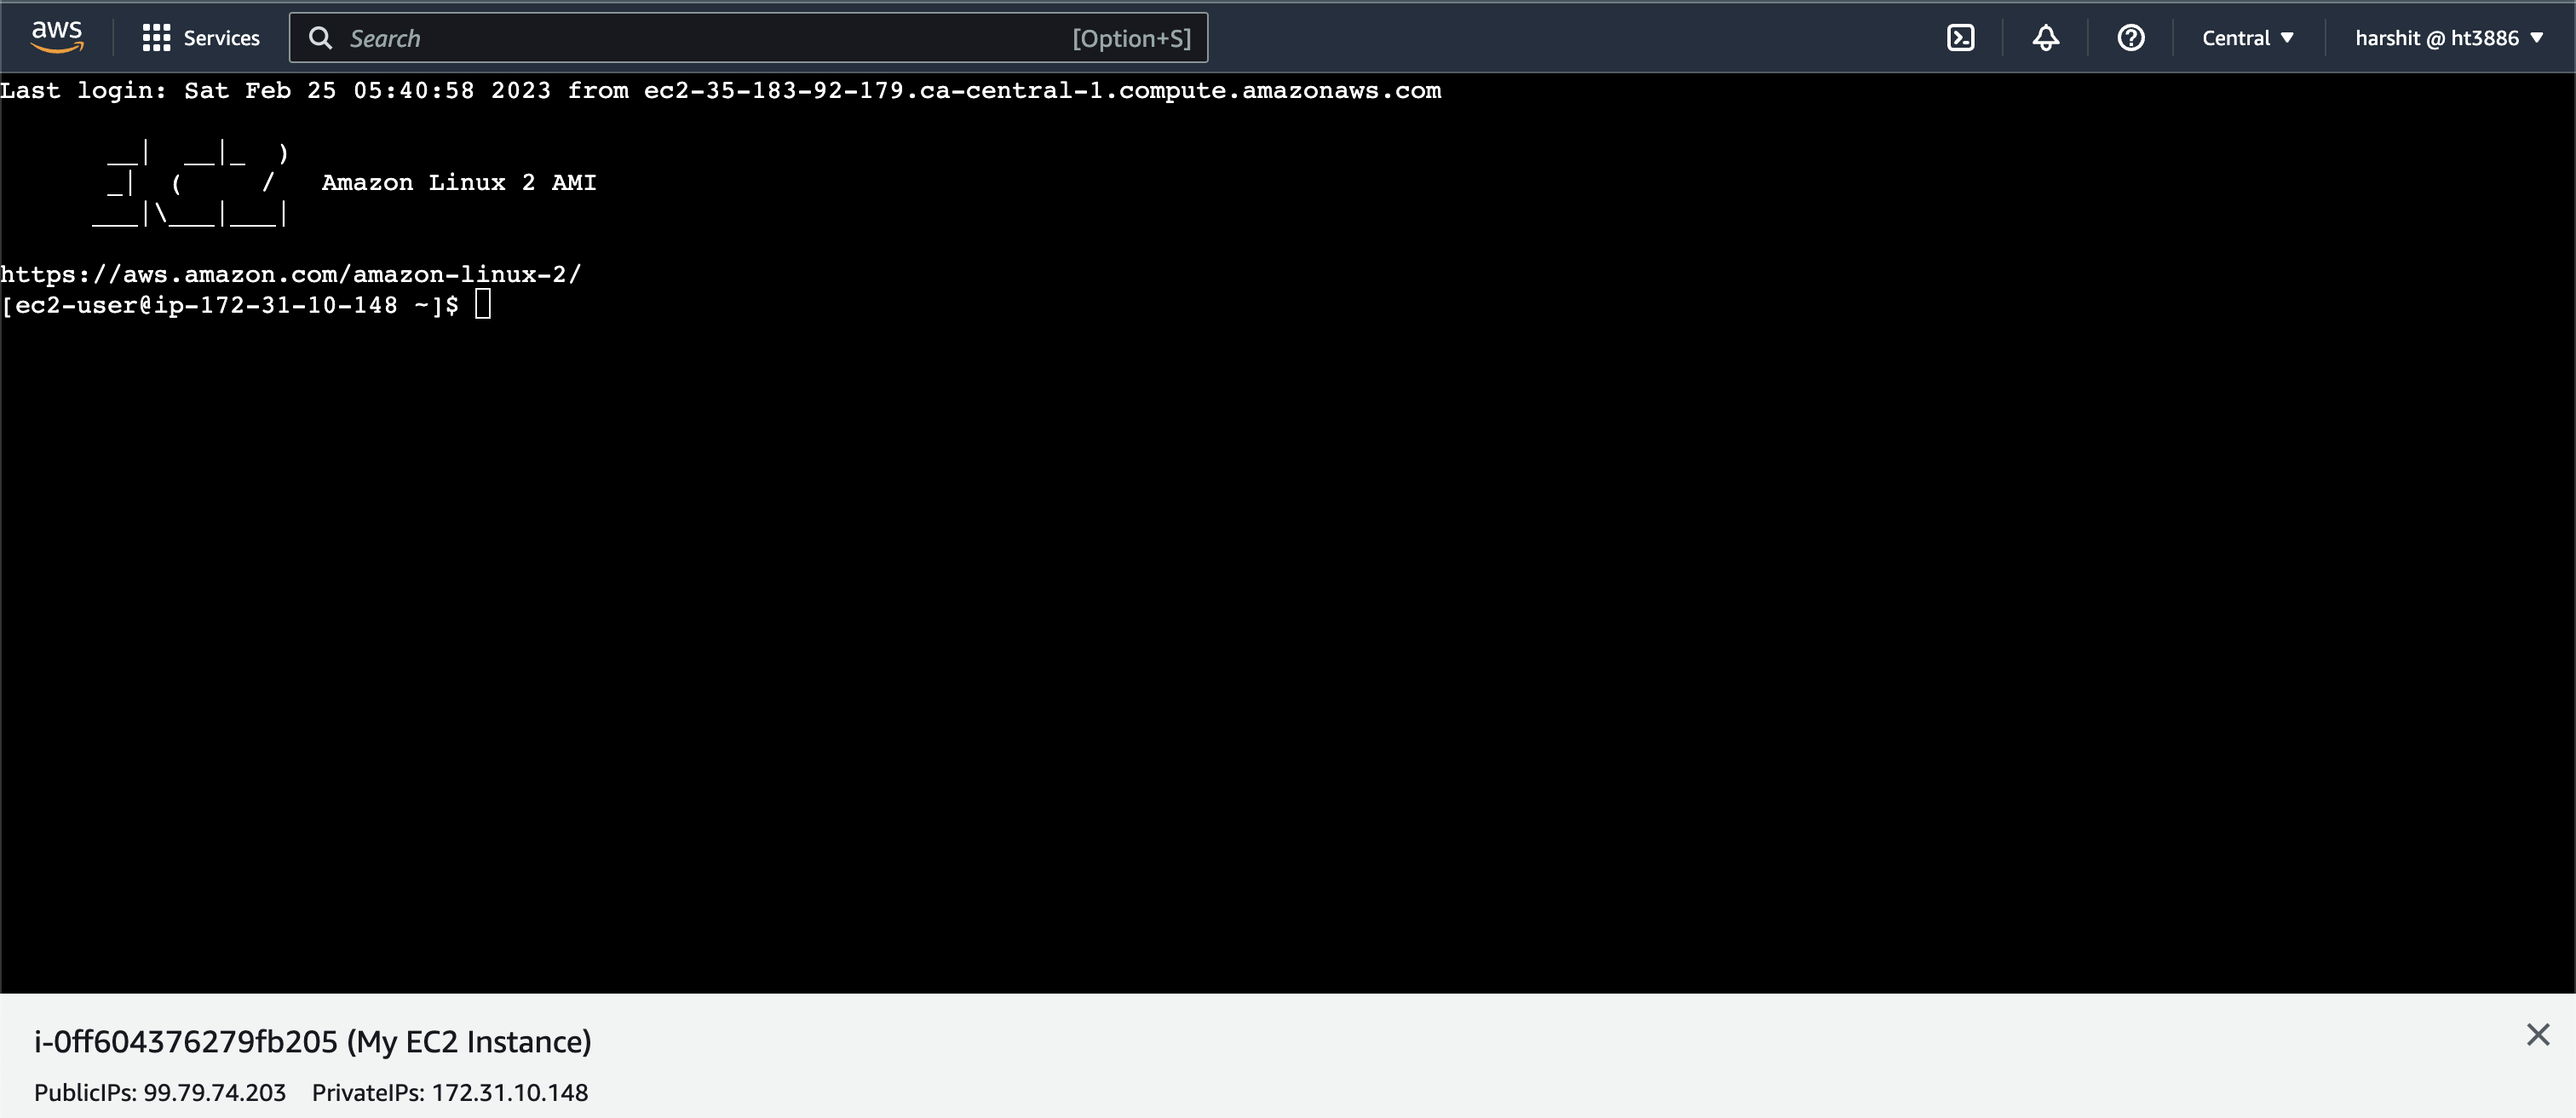 aws Services Search [Option+S] Central harshit @ ht3886
Last login: Sat Feb 25 05:40:58 2023 from ec2-35-183-92-179.ca-central-1.compute.amazonaws.com
__|  __|_  )
_|  (     /   Amazon Linux 2 AMI
___|\___|___|
https://aws.amazon.com/amazon-linux-2/
[ec2-user@ip-172-31-10-148 ~]$
i-0ff604376279fb205 (My EC2 Instance)
PublicIPs: 99.79.74.203 PrivateIPs: 172.31.10.148